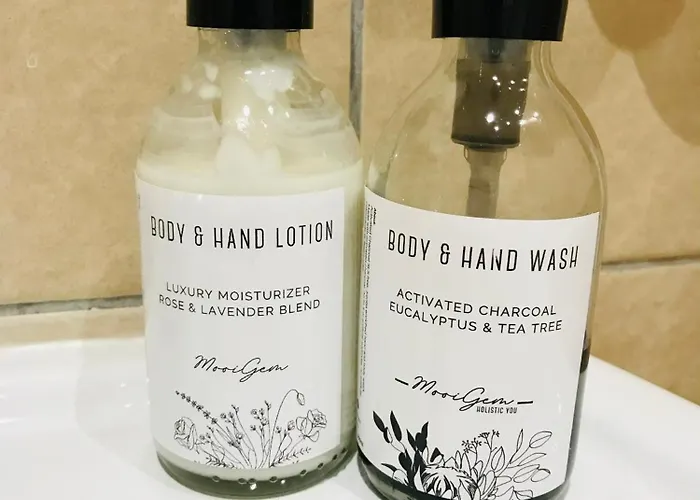 BODY & HAND LOTION
LUXURY MOISTURIZER
ROSE & LAVENDER BLEND
MooiGem
BODY & HAND WASH
ACTIVATED CHARCOAL
EUCALYPTUS & TEA TREE
MooiGem
HOLISTIC YOU